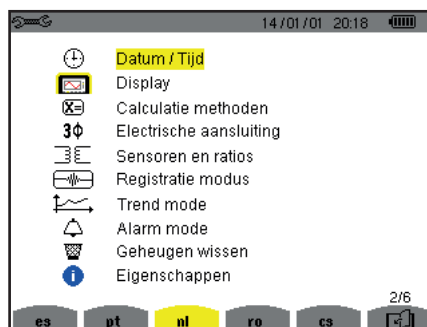 14/01/01 20:18
Datum / Tijd
Display
X= Calculatie methoden
3Φ Electrische aansluiting
Sensoren en ratios
Registratie modus
Trend mode
Alarm mode
Geheugen wissen
i Eigenschappen
2/6
es pt nl ro cs